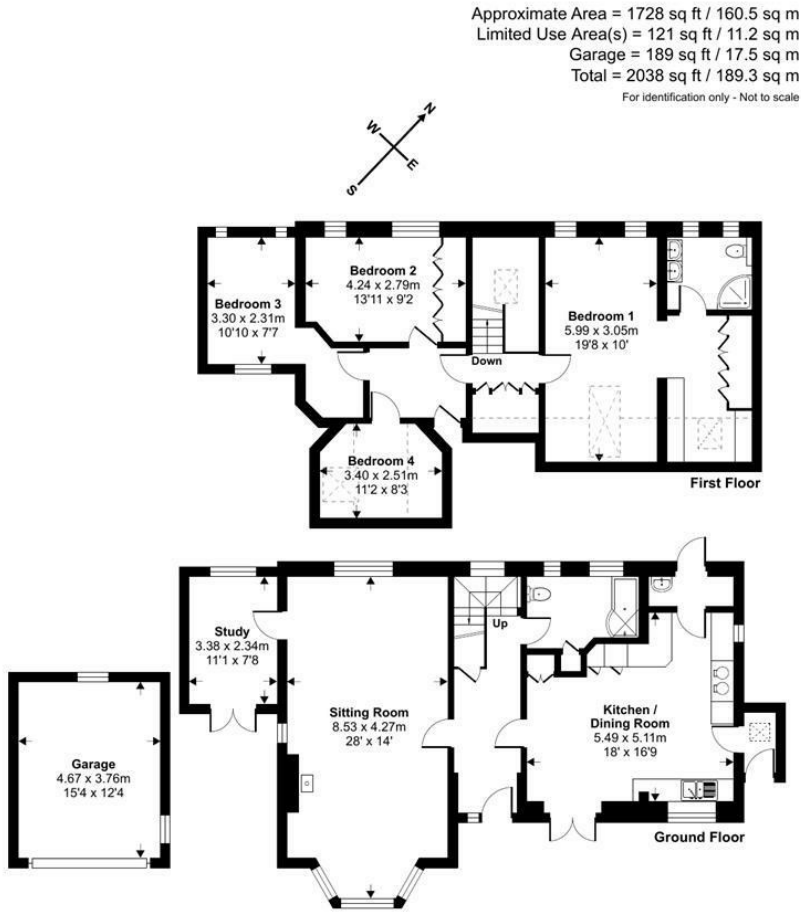 Approximate Area = 1728 sq ft / 160.5 sq m
Limited Use Area(s) = 121 sq ft / 11.2 sq m
Garage = 189 sq ft / 17.5 sq m
Total = 2038 sq ft / 189.3 sq m
For identification only - Not to scale
N
W
E
S
Bedroom 3
3.30 x 2.31m
10'10 x 7'7
Bedroom 2
4.24 x 2.79m
13'11 x 9'2
Down
Bedroom 1
5.99 x 3.05m
19'8 x 10'
Bedroom 4
3.40 x 2.51m
11'2 x 8'3
First Floor
Study
3.38 x 2.34m
11'1 x 7'8
Up
Sitting Room
8.53 x 4.27m
28' x 14'
Kitchen /
Dining Room
5.49 x 5.11m
18' x 16'9
Garage
4.67 x 3.76m
15'4 x 12'4
Ground Floor